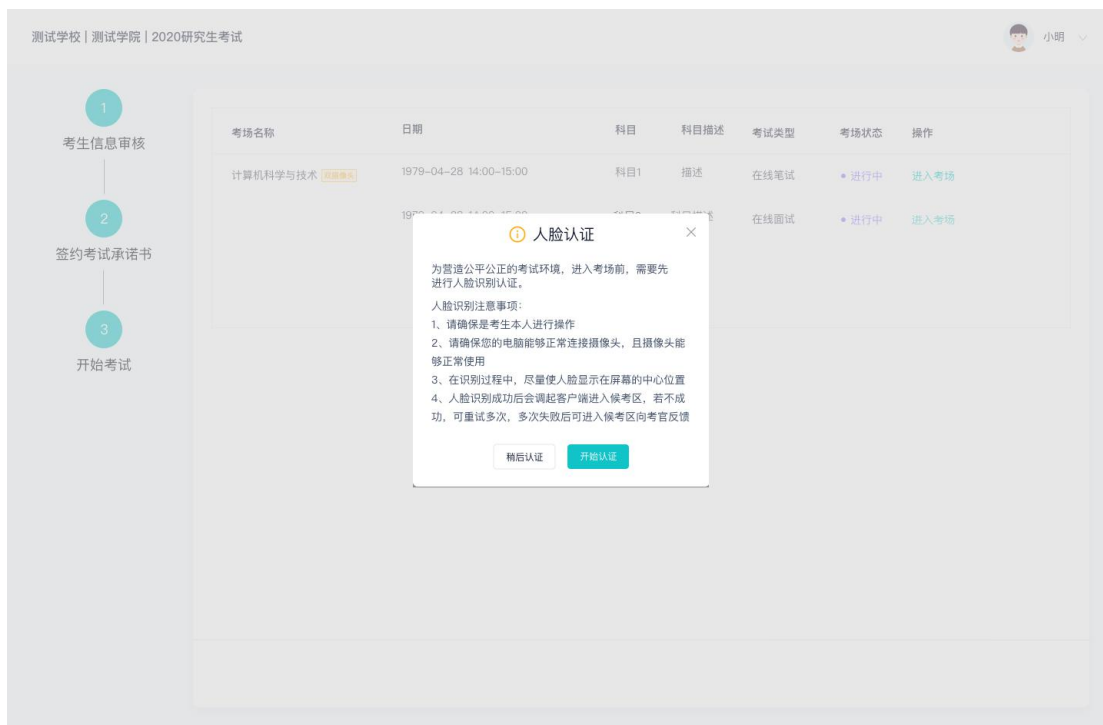 测试学校 | 测试学院 | 2020研究生考试
小明
1
考生信息审核
2
签约考试承诺书
3
开始考试
考场名称 日期 科目 科目描述 考试类型 考场状态 操作
计算机科学与技术 双摄像头 1979-04-28 14:00-15:00 科目1 描述 在线笔试 进行中 进入考场
在线面试 进行中 进入考场
人脸认证
为营造公平公正的考试环境，进入考场前，需要先
进行人脸识别认证。
人脸识别注意事项：
1、请确保是考生本人进行操作
2、请确保您的电脑能够正常连接摄像头，且摄像头能
够正常使用
3、在识别过程中，尽量使人脸显示在屏幕的中心位置
4、人脸识别成功后会调起客户端进入候考区，若不成
功，可重试多次，多次失败后可进入候考区向考官反馈
稍后认证 开始认证